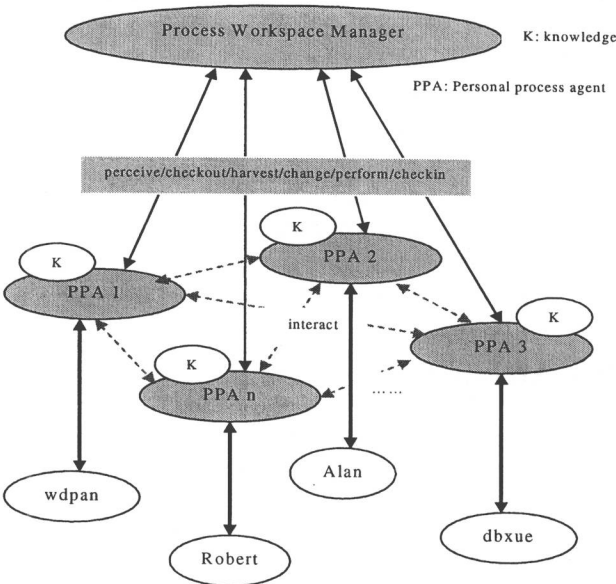 Process Workspace Manager
K: knowledge
PPA: Personal process agent
perceive/checkout/harvest/change/perform/checkin
K
PPA 2
K
PPA 1
K
PPA 3
interact
K
PPA n
... ...
Alan
wdpan
dbxue
Robert